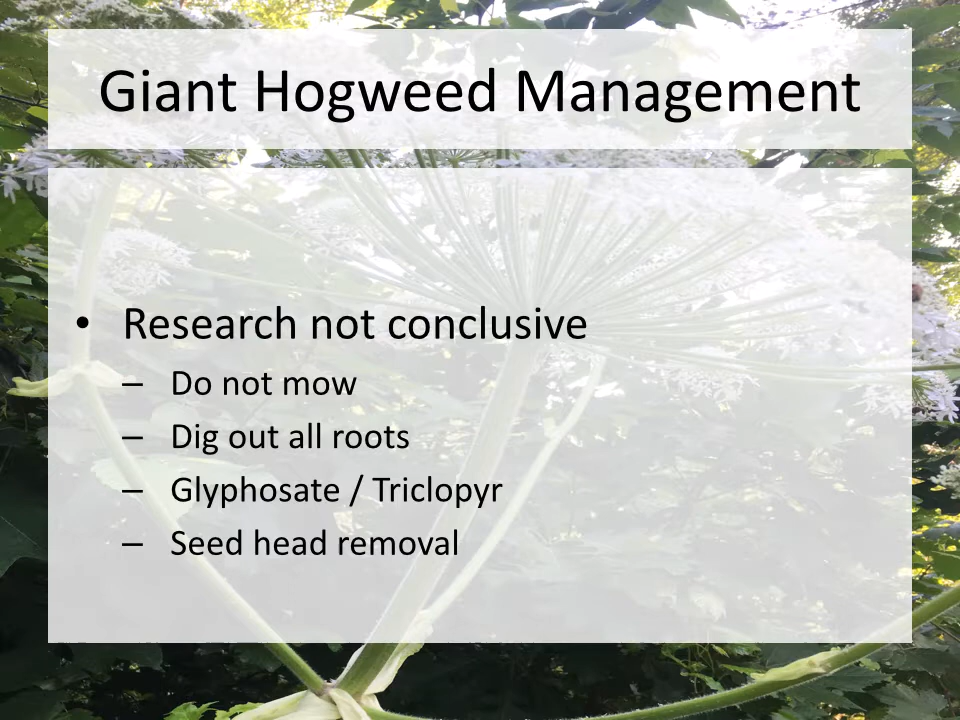 Giant Hogweed Management
• Research not conclusive
– Do not mow
– Dig out all roots
– Glyphosate / Triclopyr
– Seed head removal